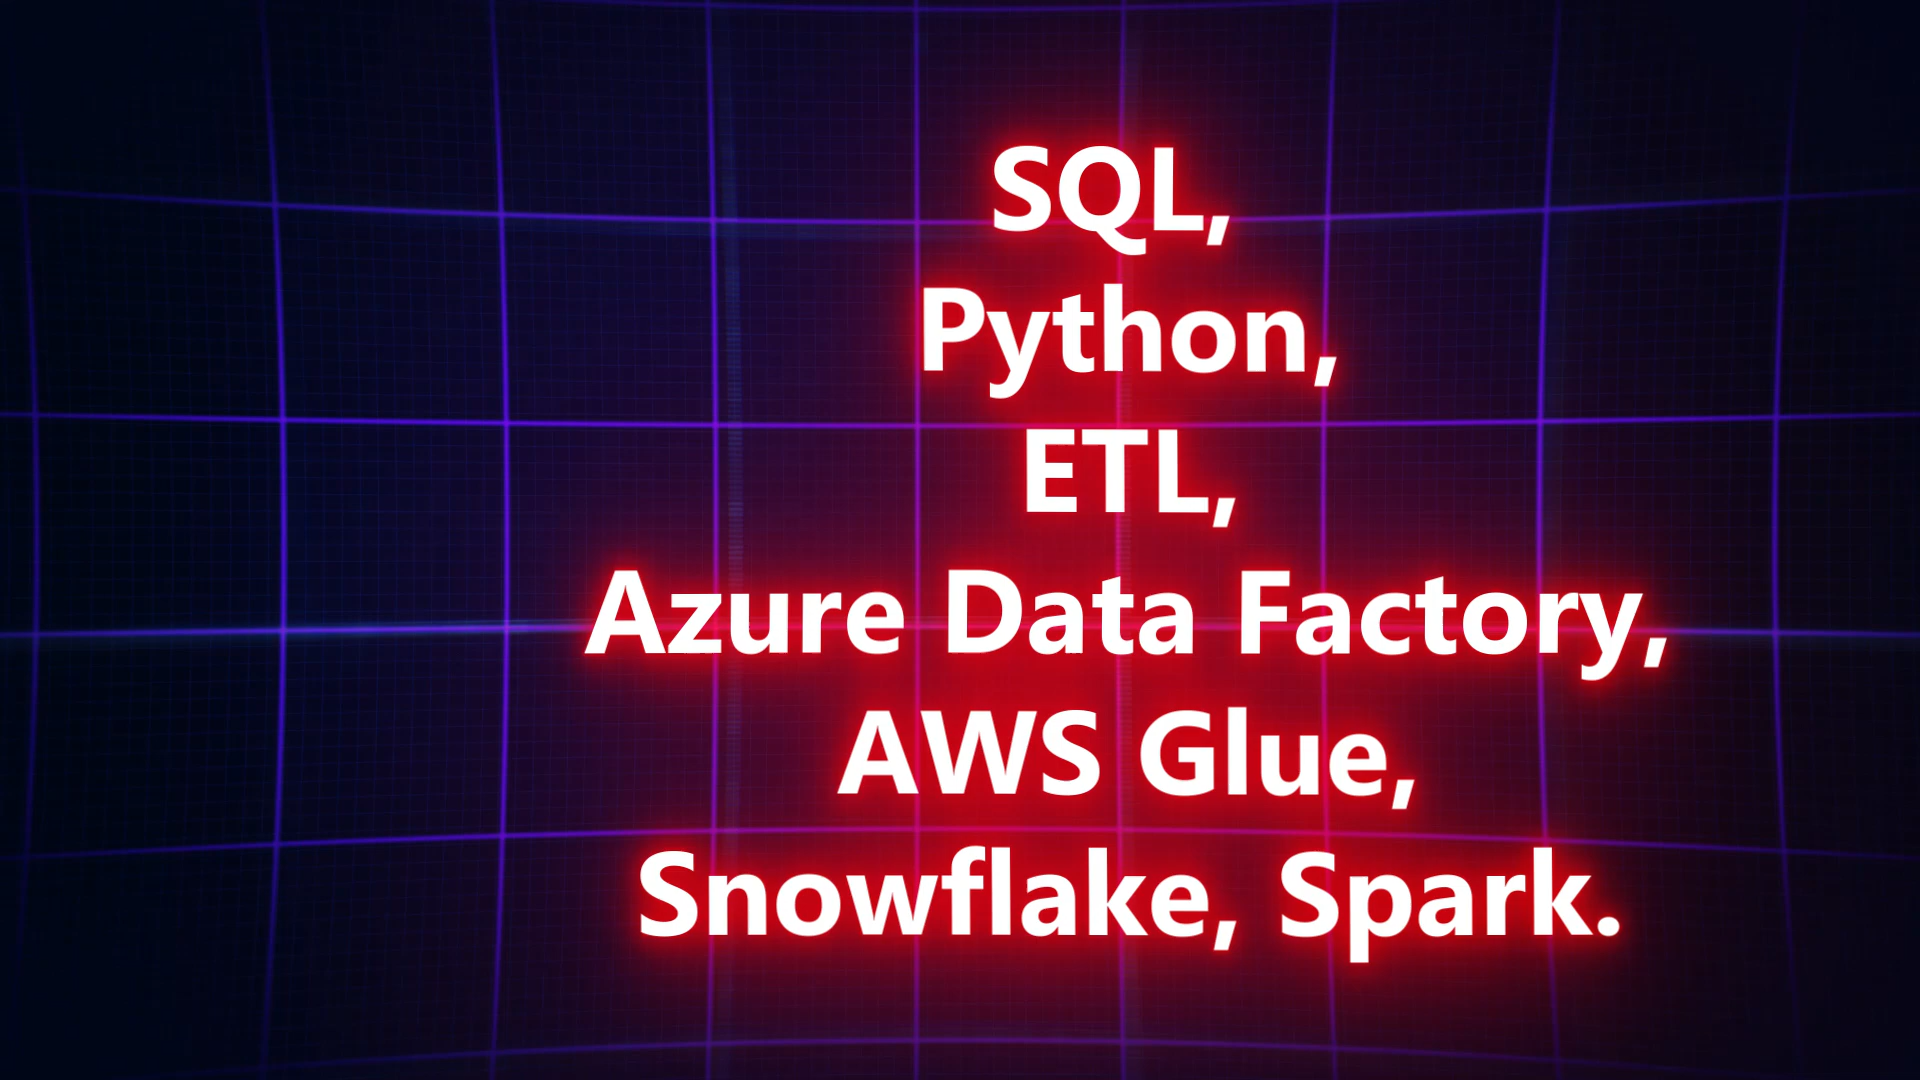 SQL,
Python,
ETL,
Azure Data Factory,
AWS Glue,
Snowflake, Spark.